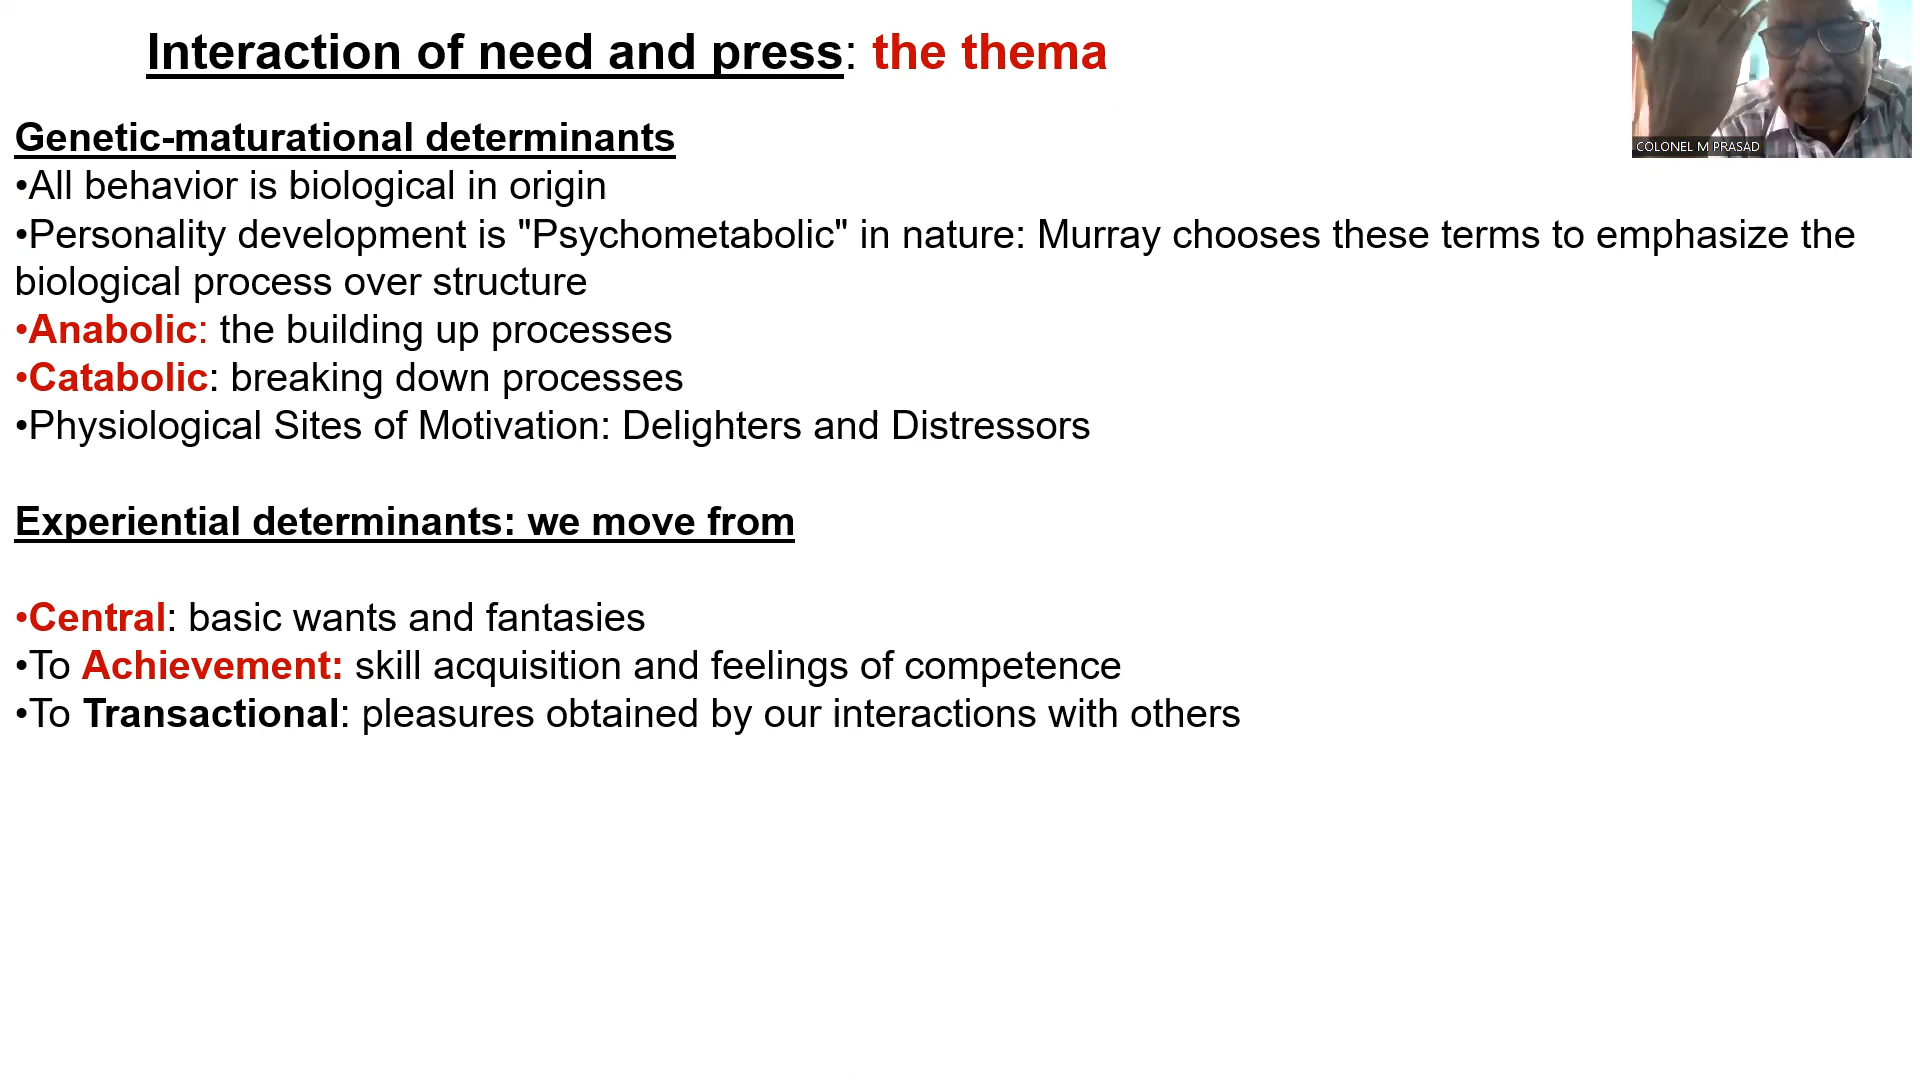 Interaction of need and press: the thema
COLONEL M PRASAD
Genetic-maturational determinants
•All behavior is biological in origin
•Personality development is "Psychometabolic" in nature: Murray chooses these terms to emphasize the
biological process over structure
•Anabolic: the building up processes
•Catabolic: breaking down processes
•Physiological Sites of Motivation: Delighters and Distressors
Experiential determinants: we move from
•Central: basic wants and fantasies
•To Achievement: skill acquisition and feelings of competence
•To Transactional: pleasures obtained by our interactions with others